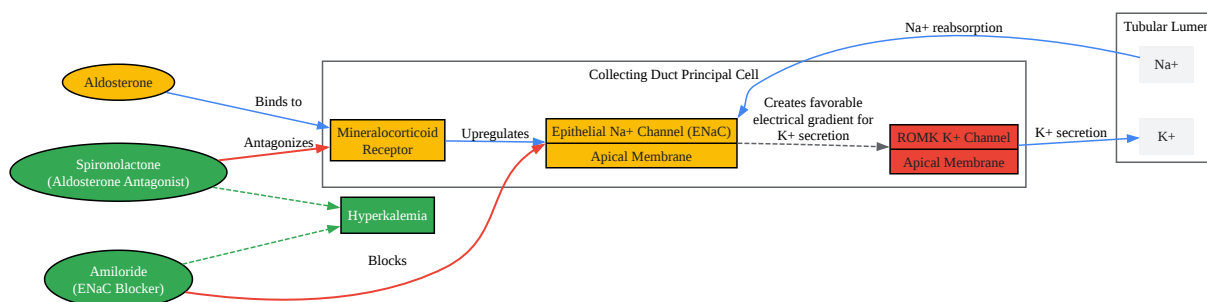 Tubular Lumen
Na+ reabsorption
Na+
Collecting Duct Principal Cell
Aldosterone
Binds to
Creates favorable
electrical gradient for
K+ secretion
Mineralocorticoid
Receptor
Upregulates
Epithelial Na+ Channel (ENaC)
Apical Membrane
ROMK K+ Channel
Apical Membrane
K+ secretion
K+
Antagonizes
Spironolactone
(Aldosterone Antagonist)
Hyperkalemia
Blocks
Amiloride
(ENaC Blocker)